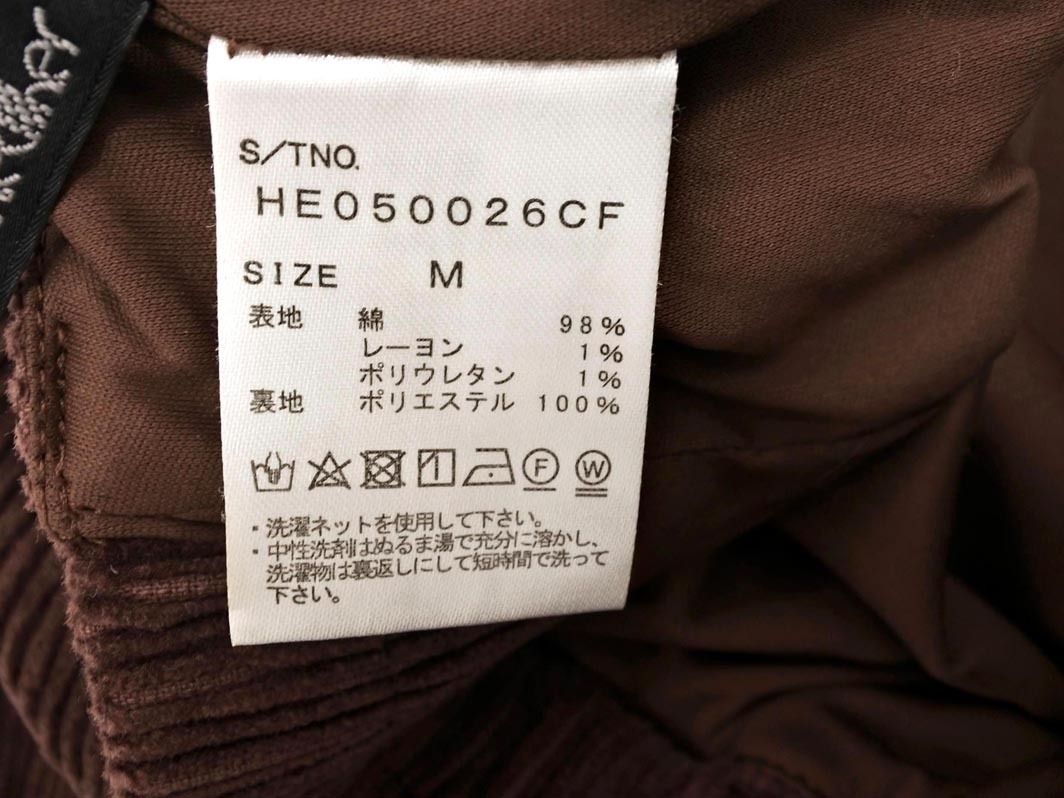 S/TNO.
HE050026CF
SIZE M
表地 綿 98%
レーヨン 1%
ポリウレタン 1%
裏地 ポリエステル 100%
F W
・洗濯ネットを使用して下さい。
・中性洗剤はぬるま湯で充分に溶かし、
洗濯物は裏返しにして短時間で洗って
下さい。